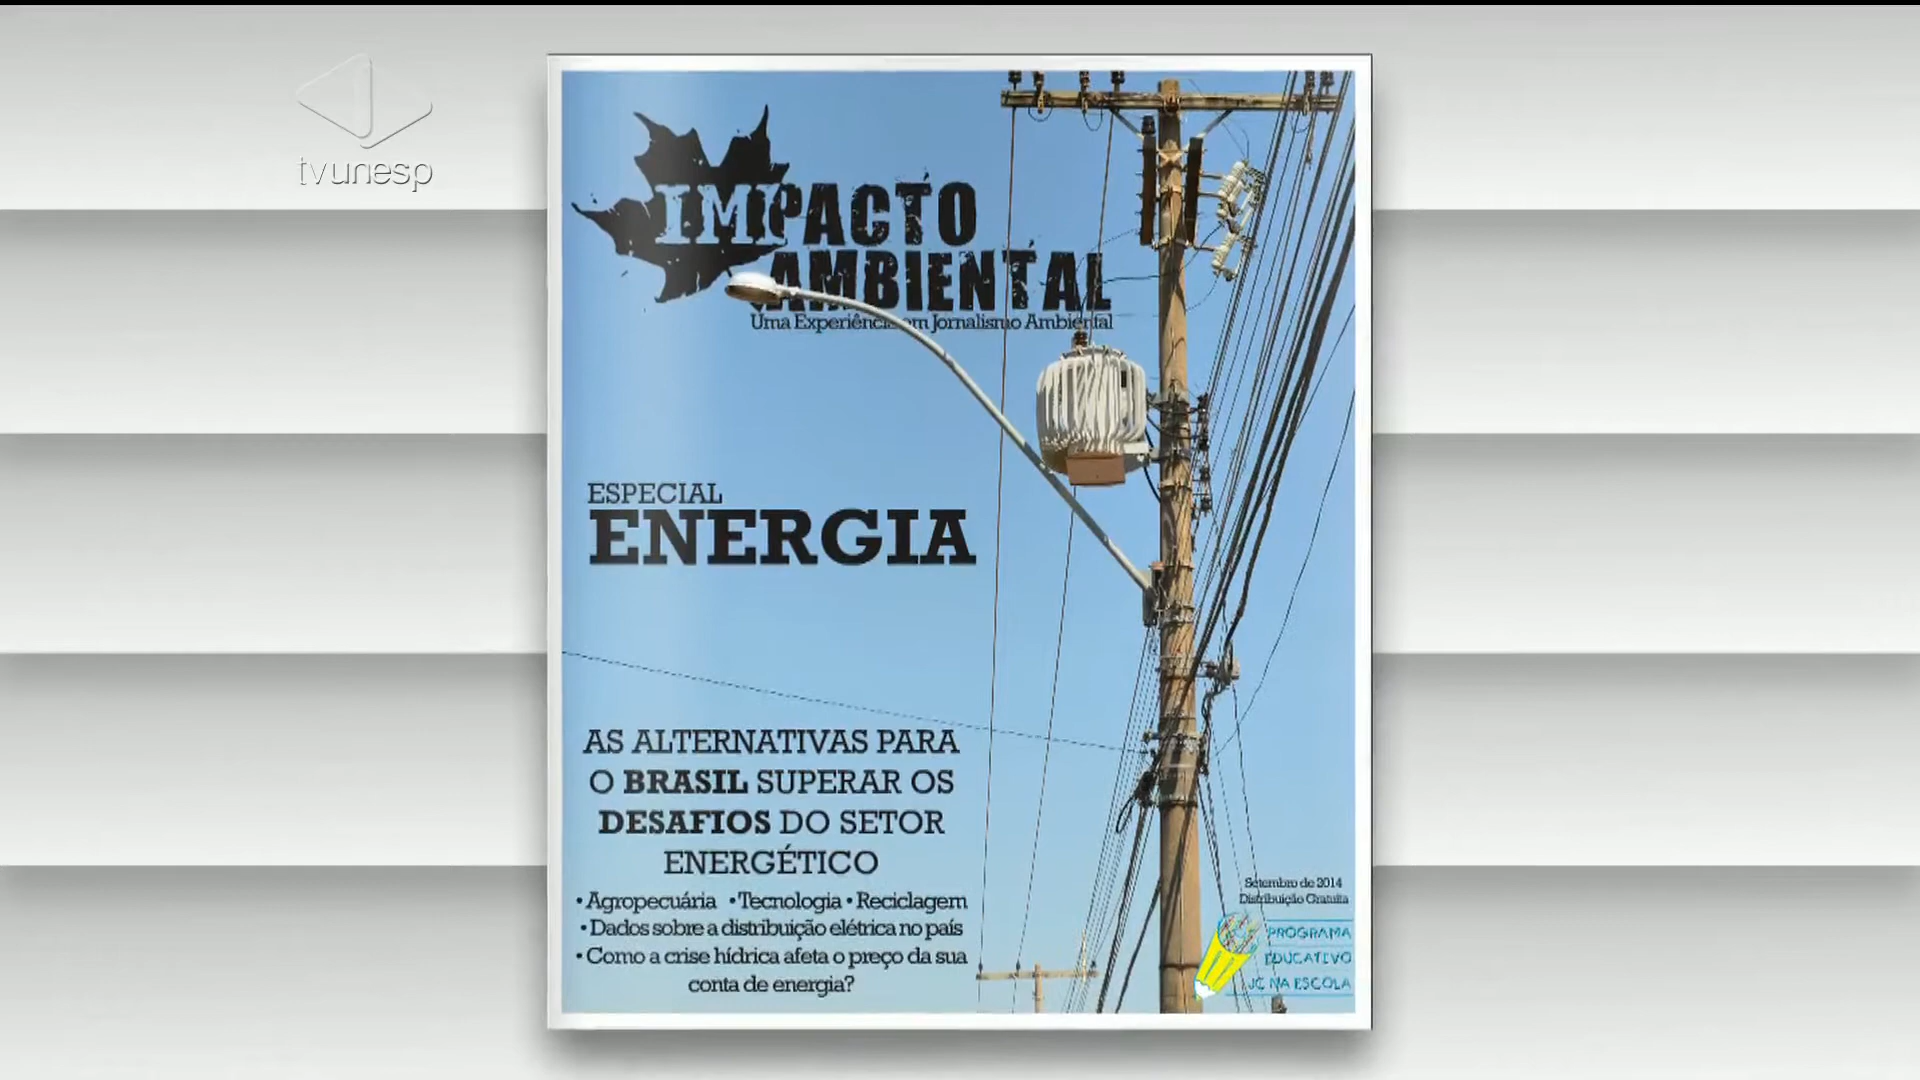 tvunesp
IMPACTO
AMBIENTAL
Uma Experiência em Jornalismo Ambiental
ESPECIAL
ENERGIA
AS ALTERNATIVAS PARA
O BRASIL SUPERAR OS
DESAFIOS DO SETOR
ENERGÉTICO
• Agropecuária • Tecnologia • Reciclagem
• Dados sobre a distribuição elétrica no país
• Como a crise hídrica afeta o preço da sua
conta de energia?
Setembro de 2014
Distribuição Gratuita
PROGRAMA
EDUCATIVO
JC NA ESCOLA